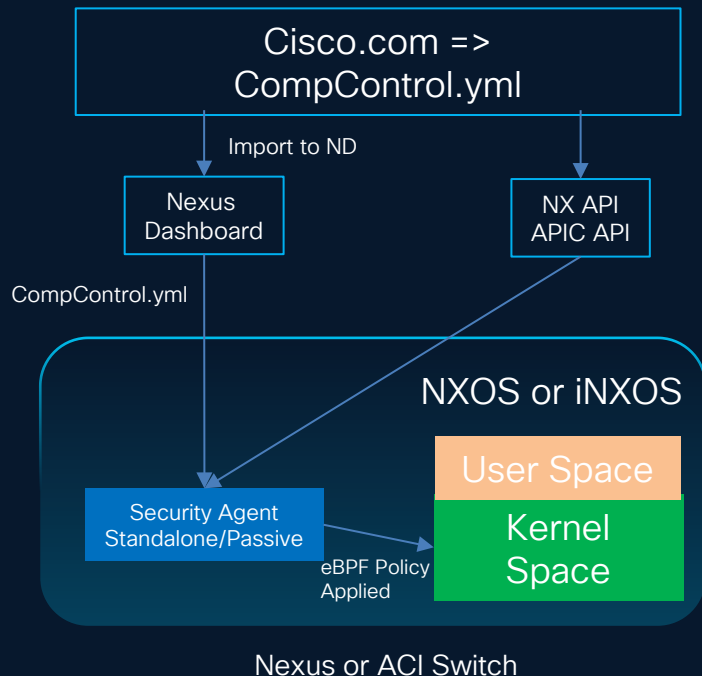 Cisco.com =>
CompControl.yml
Import to ND
Nexus
Dashboard
NX API
APIC API
CompControl.yml
NXOS or iNXOS
User Space
Kernel
Space
Security Agent
Standalone/Passive
eBPF Policy
Applied
Nexus or ACI Switch